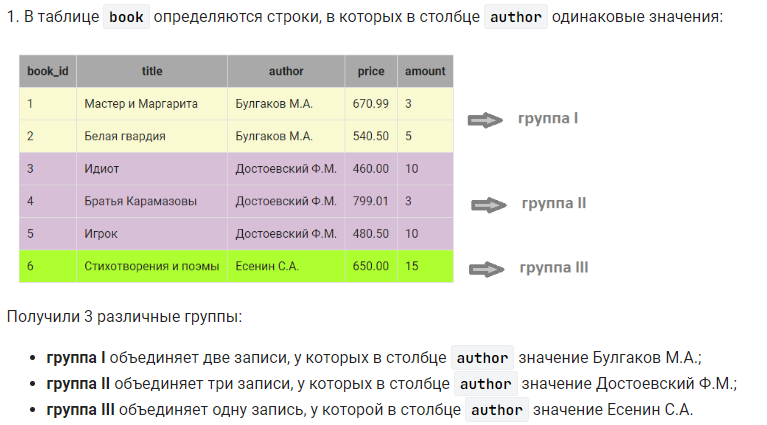 1. В таблице book определяются строки, в которых в столбце author одинаковые значения:
book_id title author price amount
1 Мастер и Маргарита Булгаков М.А. 670.99 3
группа I
2 Белая гвардия Булгаков М.А. 540.50 5
3 Идиот Достоевский Ф.М. 460.00 10
4 Братья Карамазовы Достоевский Ф.М. 799.01 3
группа II
5 Игрок Достоевский Ф.М. 480.50 10
6 Стихотворения и поэмы Есенин С.А. 650.00 15
группа III
Получили 3 различные группы:
• группа I объединяет две записи, у которых в столбце author значение Булгаков М.А.;
• группа II объединяет три записи, у которых в столбце author значение Достоевский Ф.М.;
• группа III объединяет одну запись, у которой в столбце author значение Есенин С.А.